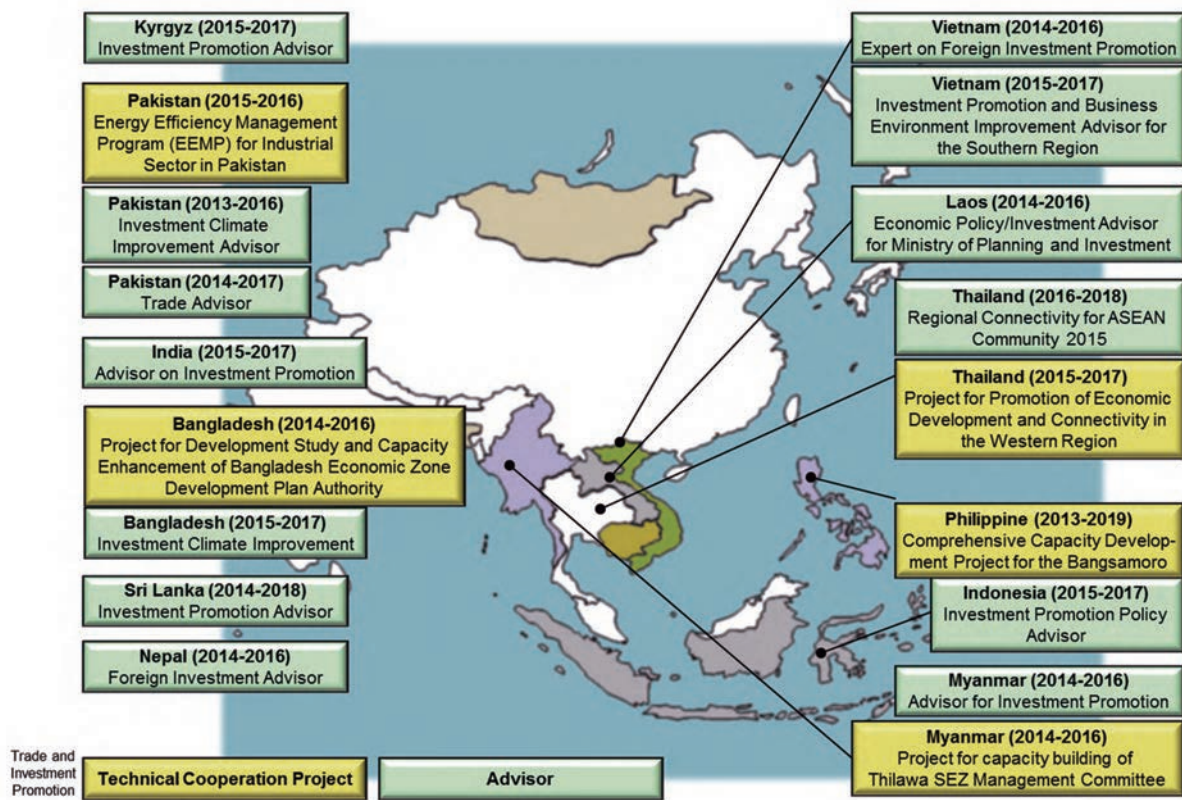 Kyrgyz (2015-2017)
Investment Promotion Advisor
Pakistan (2015-2016)
Energy Efficiency Management
Program (EEMP) for Industrial
Sector in Pakistan
Pakistan (2013-2016)
Investment Climate
Improvement Advisor
Pakistan (2014-2017)
Trade Advisor
India (2015-2017)
Advisor on Investment Promotion
Bangladesh (2014-2016)
Project for Development Study and Capacity
Enhancement of Bangladesh Economic Zone
Development Plan Authority
Bangladesh (2015-2017)
Investment Climate Improvement
Sri Lanka (2014-2018)
Investment Promotion Advisor
Nepal (2014-2016)
Foreign Investment Advisor
Vietnam (2014-2016)
Expert on Foreign Investment Promotion
Vietnam (2015-2017)
Investment Promotion and Business
Environment Improvement Advisor for
the Southern Region
Laos (2014-2016)
Economic Policy/Investment Advisor
for Ministry of Planning and Investment
Thailand (2016-2018)
Regional Connectivity for ASEAN
Community 2015
Thailand (2015-2017)
Project for Promotion of Economic
Development and Connectivity in
the Western Region
Philippine (2013-2019)
Comprehensive Capacity Develop-
ment Project for the Bangsamoro
Indonesia (2015-2017)
Investment Promotion Policy
Advisor
Myanmar (2014-2016)
Advisor for Investment Promotion
Myanmar (2014-2016)
Project for capacity building of
Thilawa SEZ Management Committee
Trade and
Investment
Promotion
Technical Cooperation Project
Advisor